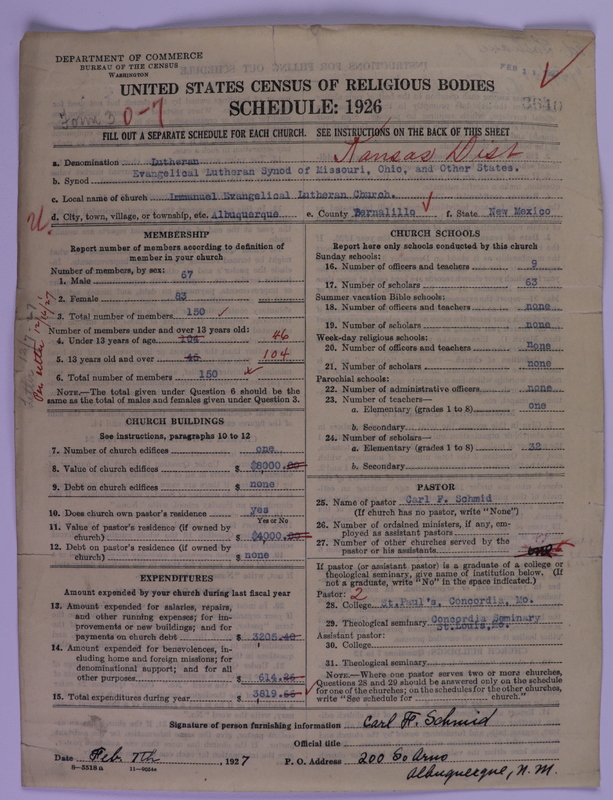 DEPARTMENT OF COMMERCE
BUREAU OF THE CENSUS
WASHINGTON
UNITED STATES CENSUS OF RELIGIOUS BODIES
SCHEDULE: 1926
Form 3 0-7
3640
FILL OUT A SEPARATE SCHEDULE FOR EACH CHURCH. SEE INSTRUCTIONS ON THE BACK OF THIS SHEET
Kansas Dist
a. Denomination Lutheran
b. Synod Evangelical Lutheran Synod of Missouri, Ohio, and Other States.
c. Local name of church Immanuel Evangelical Lutheran Church.
d. City, town, village, or township, etc. Albuquerque e. County Bernalillo f. State New Mexico
U.
MEMBERSHIP
Report number of members according to definition of
member in your church
Number of members, by sex:
1. Male 67
2. Female 83
3. Total number of members. 150
Number of members under and over 13 years old:
4. Under 13 years of age 104 46
5. 13 years old and over 46 104
6. Total number of members 150
NOTE.—The total given under Question 6 should be the
same as the total of males and females given under Question 3.
Per letter 12/16/27
CHURCH BUILDINGS
See instructions, paragraphs 10 to 12
7. Number of church edifices one
8. Value of church edifices $ $8000.00
9. Debt on church edifices $ none
10. Does church own pastor's residence? yes
Yes or No
11. Value of pastor's residence (if owned by
church) $ $4000.00
12. Debt on pastor's residence (if owned by
church) $ none
EXPENDITURES
Amount expended by your church during last fiscal year
13. Amount expended for salaries, repairs,
and other running expenses; for im-
provements or new buildings; and for
payments on church debt $ 3205.40
14. Amount expended for benevolences, in-
cluding home and foreign missions; for
denominational support; and for all
other purposes $ 614.26
15. Total expenditures during year $ 3819.66
CHURCH SCHOOLS
Report here only schools conducted by this church
Sunday schools:
16. Number of officers and teachers 9
17. Number of scholars 63
Summer vacation Bible schools:
18. Number of officers and teachers none
19. Number of scholars none
Week-day religious schools:
20. Number of officers and teachers none
21. Number of scholars none
Parochial schools:
22. Number of administrative officers none
23. Number of teachers—
a. Elementary (grades 1 to 8) one
b. Secondary
24. Number of scholars—
a. Elementary (grades 1 to 8) 32
b. Secondary
PASTOR
25. Name of pastor Carl F. Schmid
(If church has no pastor, write "None")
26. Number of ordained ministers, if any, em-
ployed as assistant pastors
27. Number of other churches served by the
pastor or his assistants
If pastor (or assistant pastor) is a graduate of a college or
theological seminary, give name of institution below. (If
not a graduate, write "No" in the space indicated.)
Pastor: 2
28. College St.Paul's, Concordia, Mo.
29. Theological seminary Concordia Seminary
St.Louis,Mo.
Assistant pastor:
30. College
31. Theological seminary
NOTE.—Where one pastor serves two or more churches,
Questions 28 and 29 should be answered only on the schedule
for one of the churches; on the schedules for the other churches,
write "See schedule for church."
Signature of person furnishing information Carl F. Schmid
Official title
Date Feb 7th, 1927 P. O. Address 200 So Arno
Albuquerque, N. M.
8-5518a 11-9024